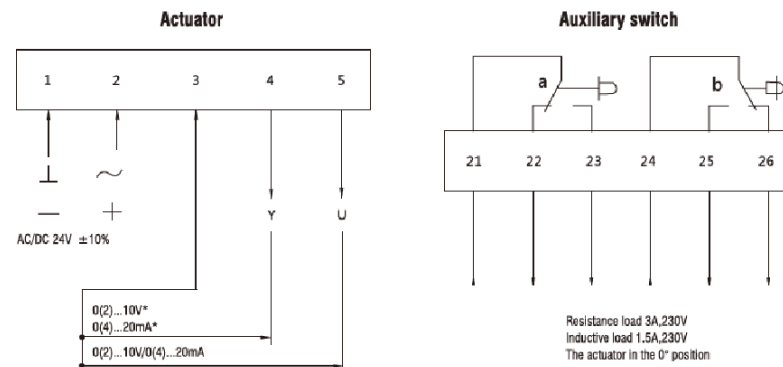 Actuator
1 2 3 4 5
⊥ ~
— +
AC/DC 24V ±10%
Y U
0(2)...10V*
0(4)...20mA*
0(2)...10V/0(4)...20mA
Auxiliary switch
a b
21 22 23 24 25 26
Resistance load 3A,230V
Inductive load 1.5A,230V
The actuator in the 0° position